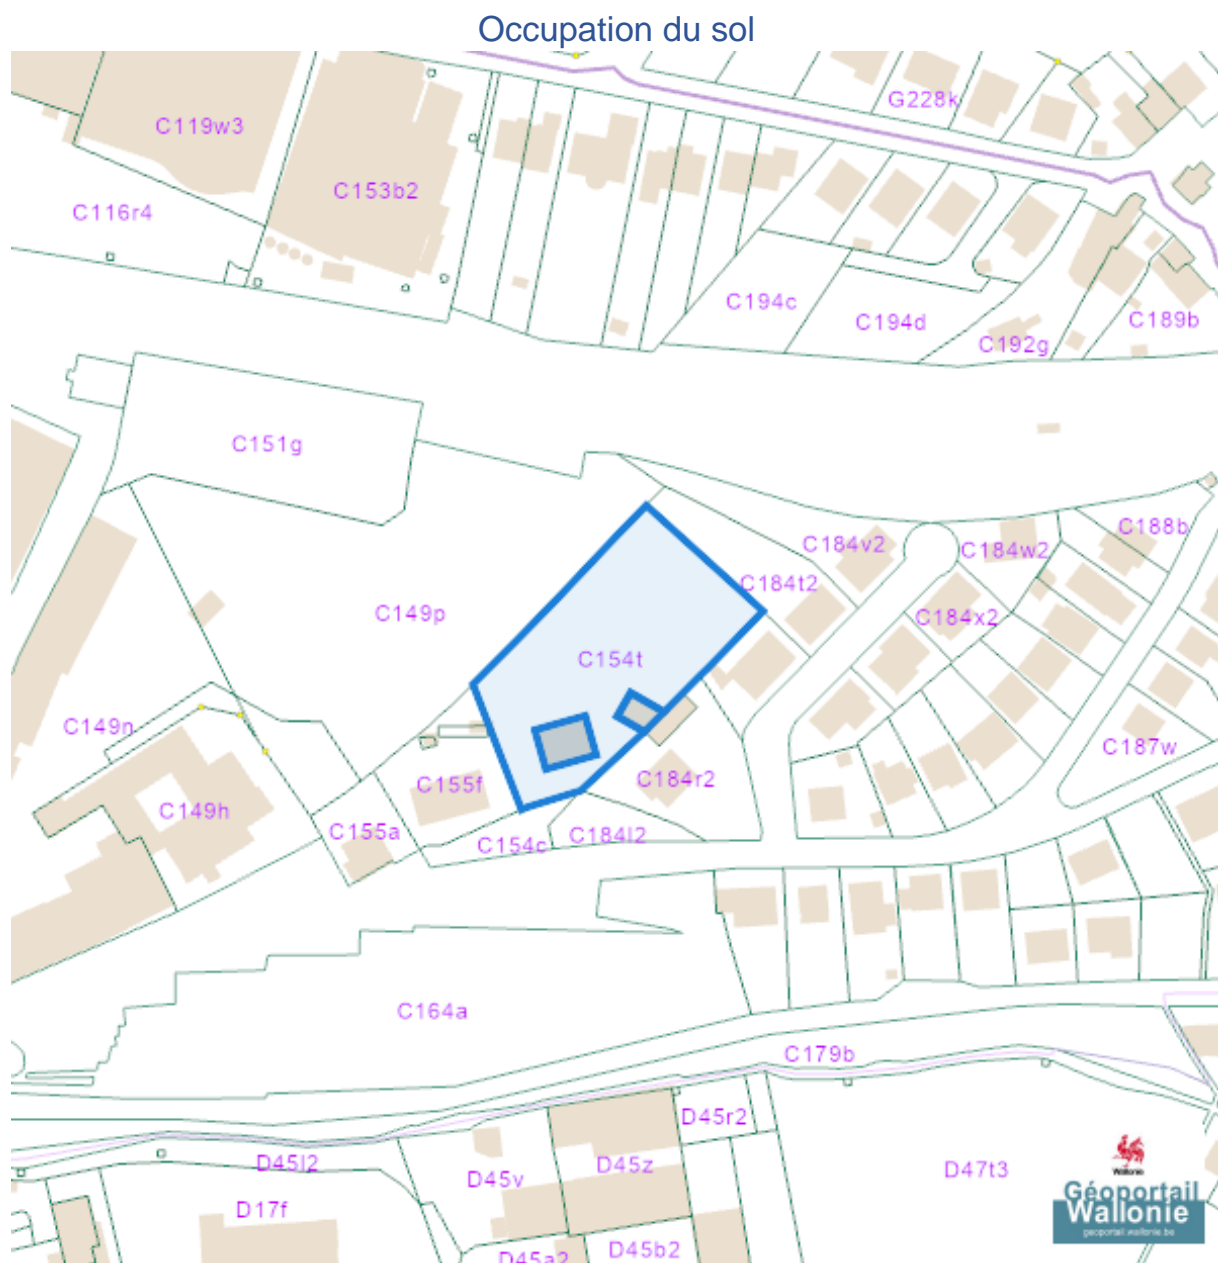 Occupation du sol
G228k
C119w3
C153b2
C116r4
C194c
C194d
C189b
C192g
C151g
C188b
C184v2
C184w2
C184t2
C149p
C184x2
C154t
C149n
C187w
C155f
C184r2
C149h
C155a
C184l2
C154c
C164a
C179b
D45r2
D45l2
D45z
D45v
D47t3
D17f
D45b2
D45a2
Wallonie
Géoportail
Wallonie
geoportail.wallonie.be